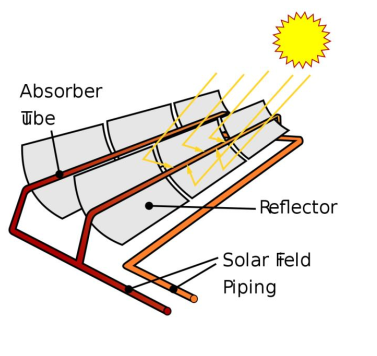 Absorber
Tube
Reflector
Solar Field
Piping